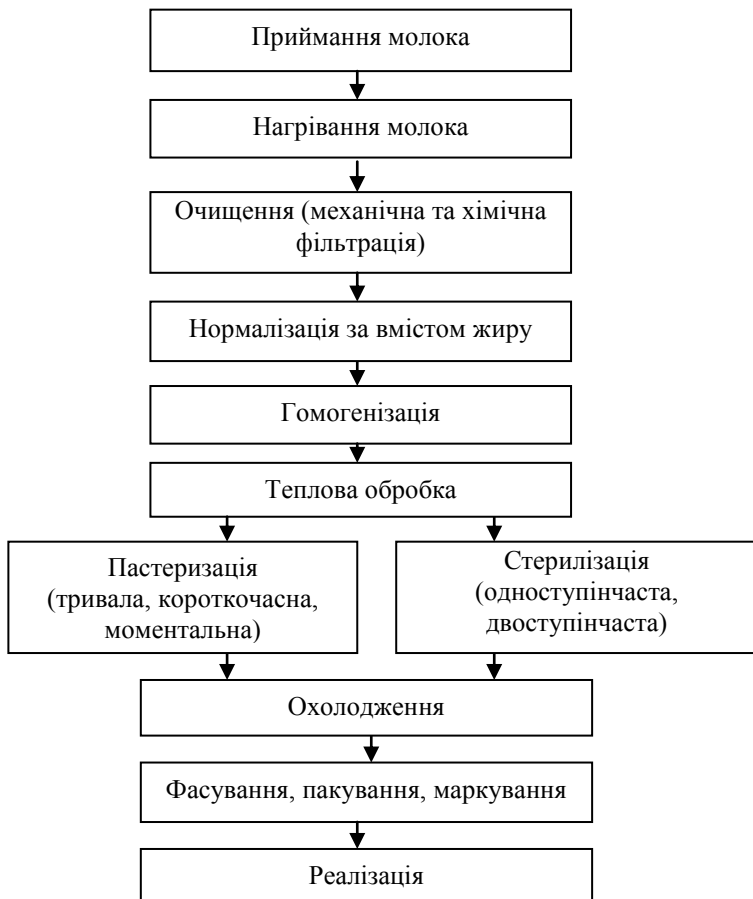 Приймання молока
Нагрівання молока
Очищення (механічна та хімічна
фільтрація)
Нормалізація за вмістом жиру
Гомогенізація
Теплова обробка
Пастеризація
(тривала, короткочасна,
моментальна)
Стерилізація
(одноступінчаста,
двоступінчаста)
Охолодження
Фасування, пакування, маркування
Реалізація